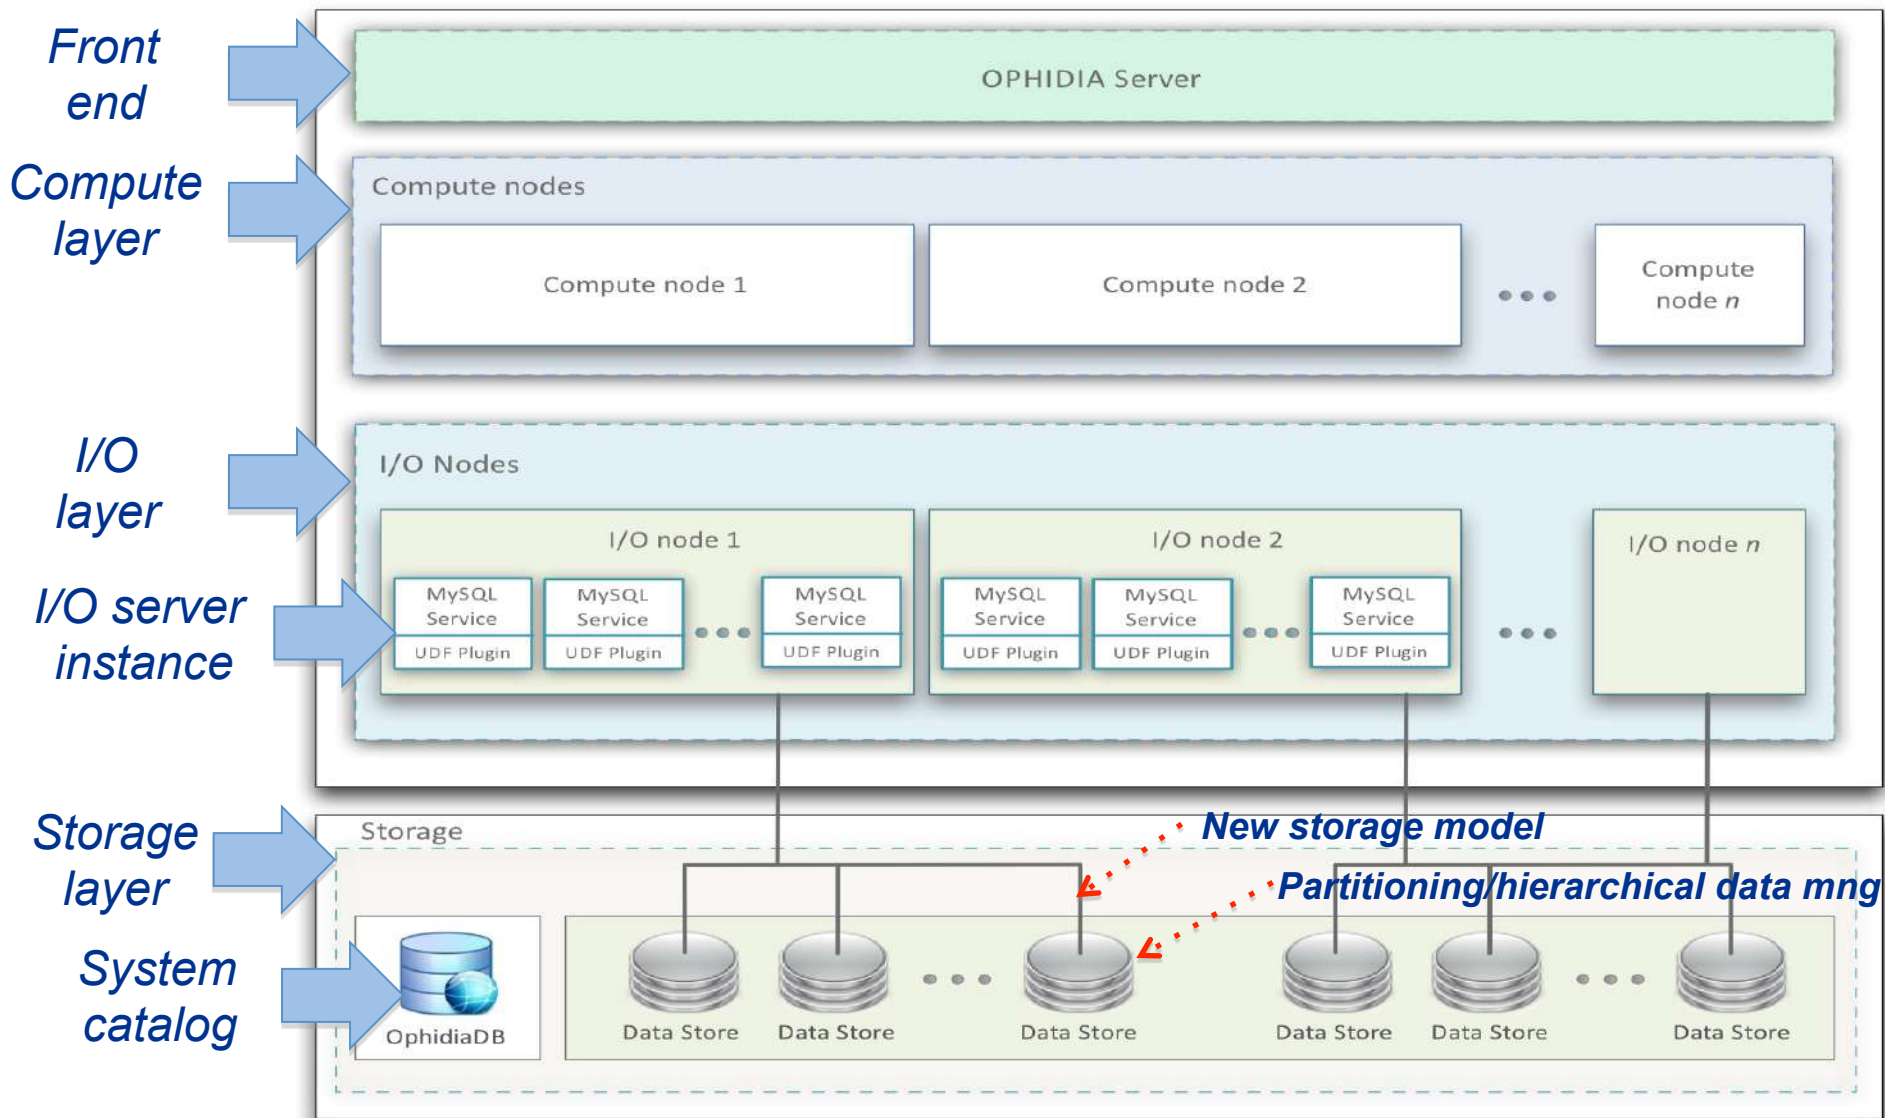 Front
end
OPHIDIA Server
Compute
layer
Compute nodes
Compute node 1
Compute node 2
Compute
node n
I/O
layer
I/O Nodes
I/O node 1
I/O node 2
I/O node n
I/O server
instance
MySQL
Service
UDF Plugin
MySQL
Service
UDF Plugin
MySQL
Service
UDF Plugin
MySQL
Service
UDF Plugin
MySQL
Service
UDF Plugin
MySQL
Service
UDF Plugin
Storage
layer
Storage
New storage model
Partitioning/hierarchical data mng
System
catalog
OphidiaDB
Data Store
Data Store
Data Store
Data Store
Data Store
Data Store